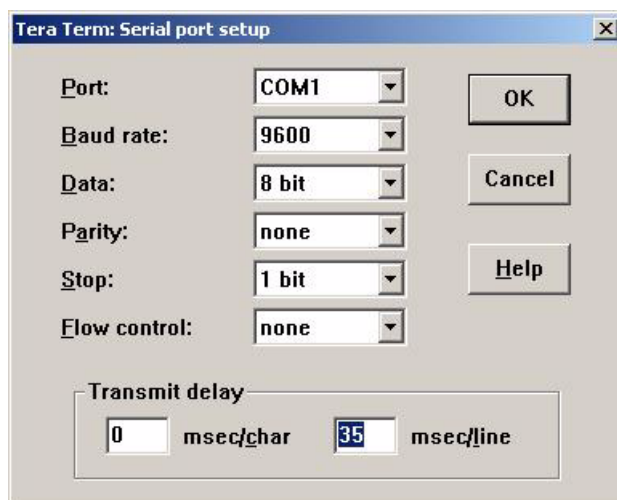 Tera Term: Serial port setup
Port: COM1
OK
Baud rate: 9600
Data: 8 bit
Cancel
Parity: none
Stop: 1 bit
Help
Flow control: none
Transmit delay
0 msec/char 35 msec/line